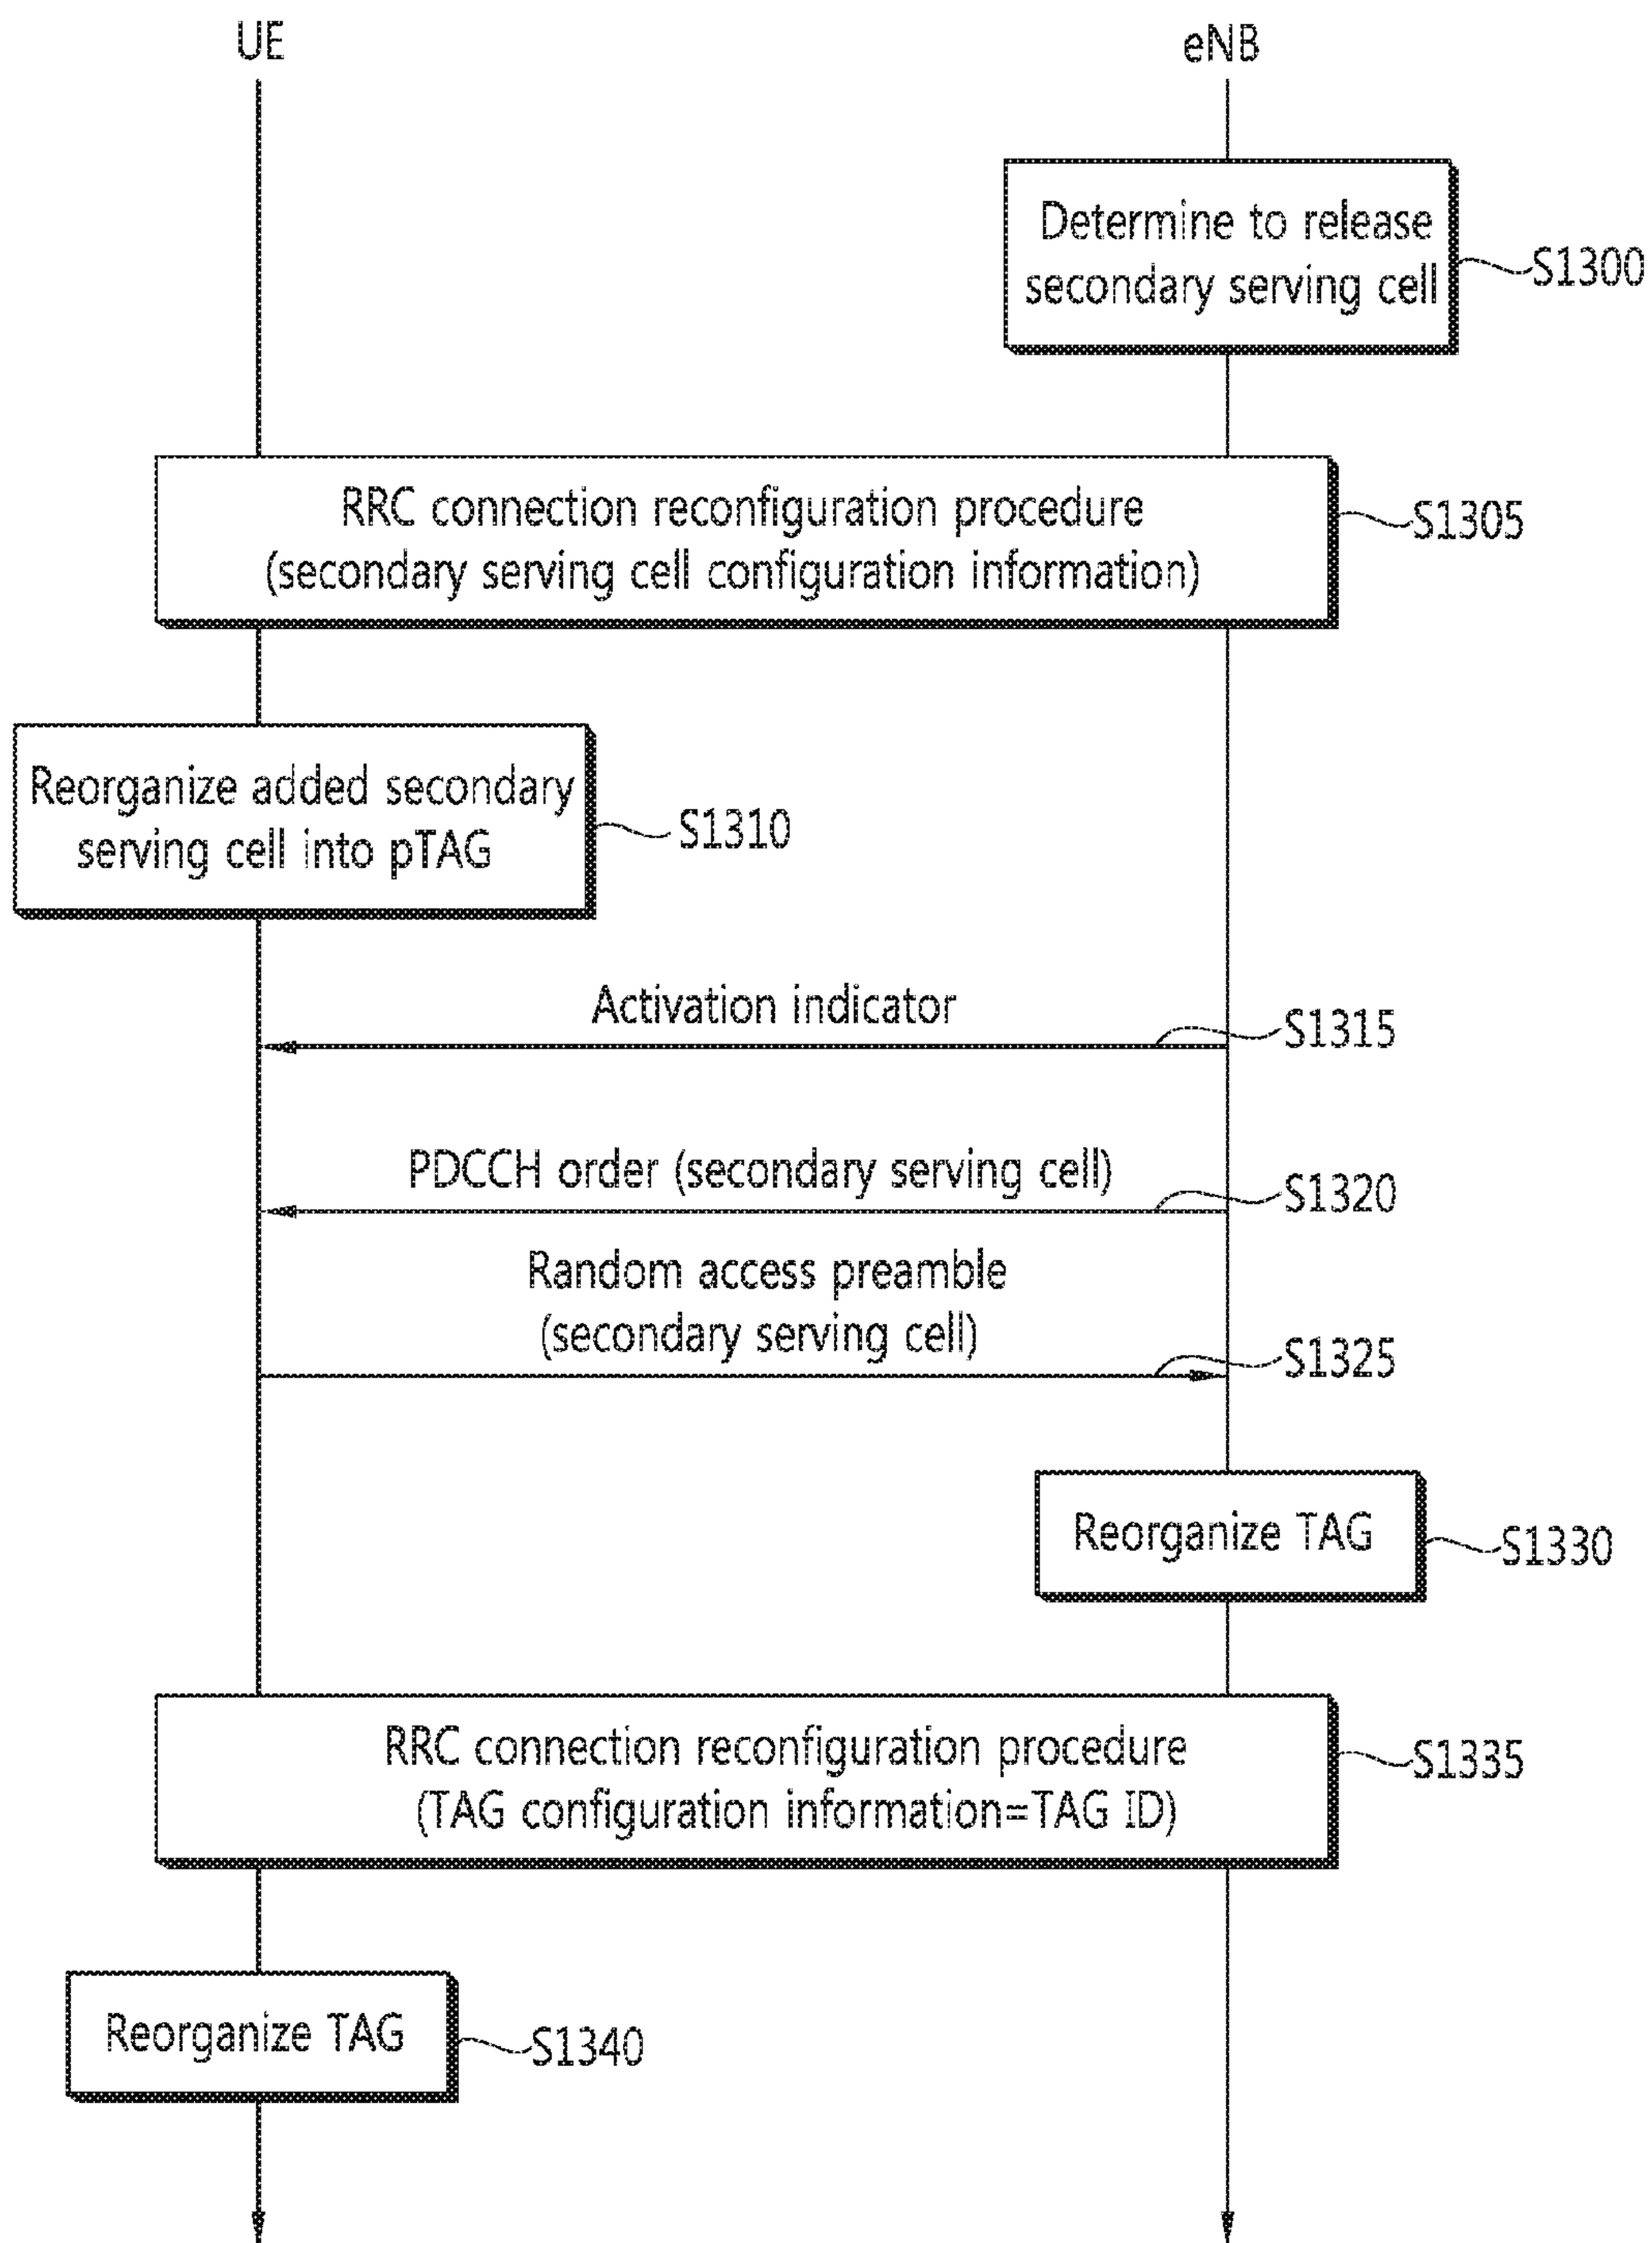 UE
eNB
Determine to release
secondary serving cell
S1300
RRC connection reconfiguration procedure
(secondary serving cell configuration information)
S1305
Reorganize added secondary
serving cell into pTAG
S1310
Activation indicator
S1315
PDCCH order (secondary serving cell)
S1320
Random access preamble
(secondary serving cell)
S1325
Reorganize TAG
S1330
RRC connection reconfiguration procedure
(TAG configuration information=TAG ID)
S1335
Reorganize TAG
S1340